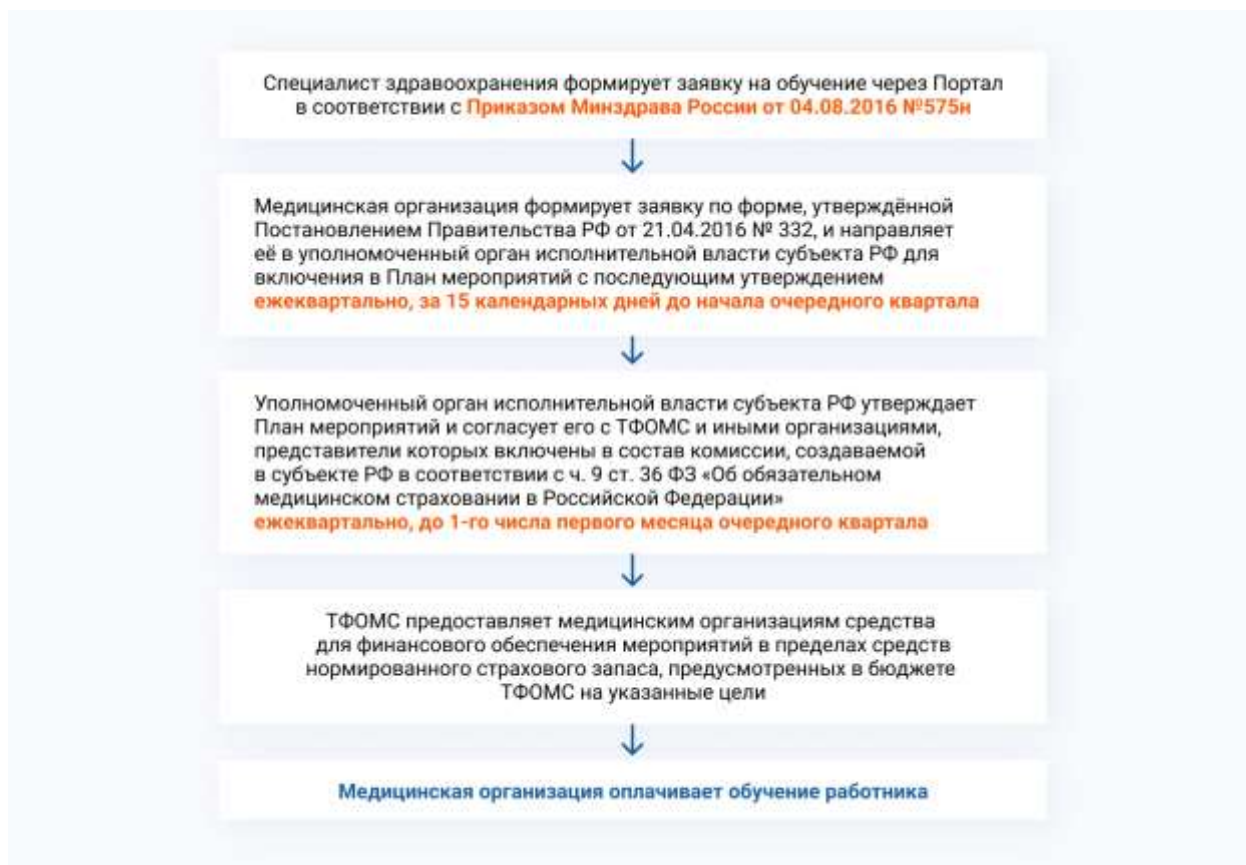 Специалист здравоохранения формирует заявку на обучение через Портал
в соответствии с Приказом Минздрава России от 04.08.2016 №575н
Медицинская организация формирует заявку по форме, утверждённой
Постановлением Правительства РФ от 21.04.2016 № 332, и направляет
её в уполномоченный орган исполнительной власти субъекта РФ для
включения в План мероприятий с последующим утверждением
ежеквартально, за 15 календарных дней до начала очередного квартала
Уполномоченный орган исполнительной власти субъекта РФ утверждает
План мероприятий и согласует его с ТФОМС и иными организациями,
представители которых включены в состав комиссии, создаваемой
в субъекте РФ в соответствии с ч. 9 ст. 36 ФЗ «Об обязательном
медицинском страховании в Российской Федерации»
ежеквартально, до 1-го числа первого месяца очередного квартала
ТФОМС предоставляет медицинским организациям средства
для финансового обеспечения мероприятий в пределах средств
нормированного страхового запаса, предусмотренных в бюджете
ТФОМС на указанные цели
Медицинская организация оплачивает обучение работника